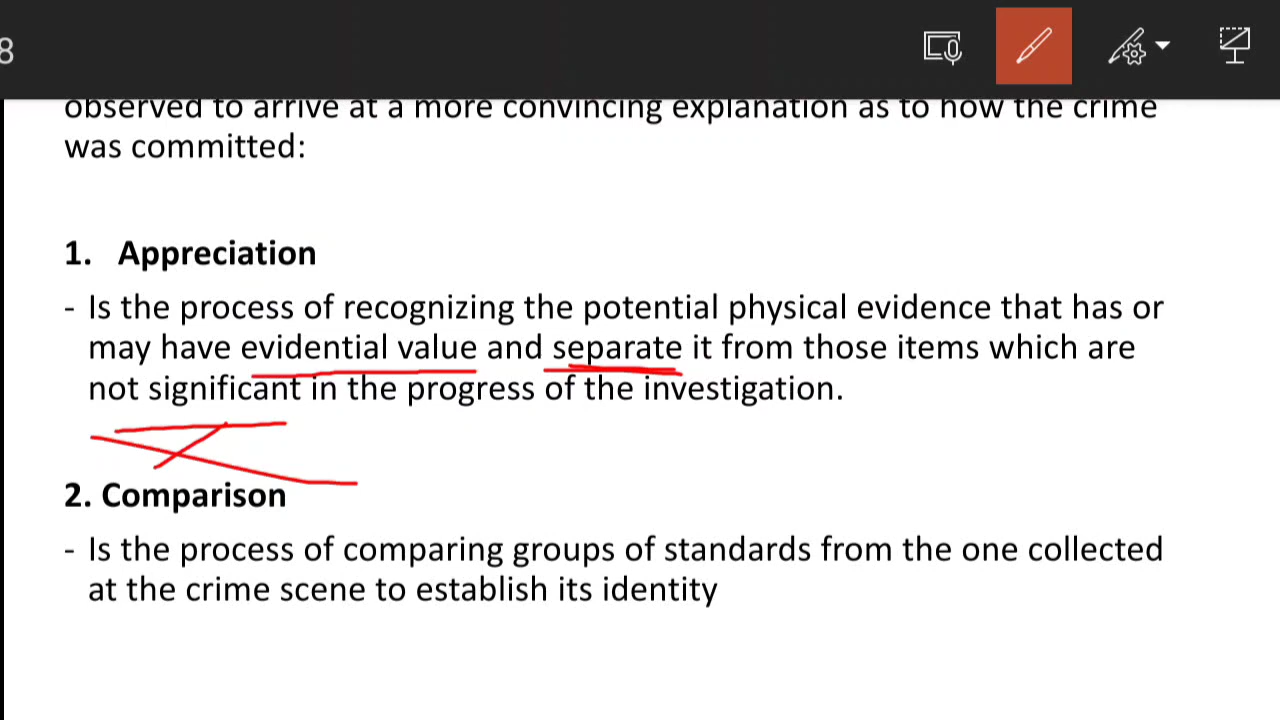 8
observed to arrive at a more convincing explanation as to how the crime
was committed:
1. Appreciation
- Is the process of recognizing the potential physical evidence that has or
may have evidential value and separate it from those items which are
not significant in the progress of the investigation.
2. Comparison
- Is the process of comparing groups of standards from the one collected
at the crime scene to establish its identity